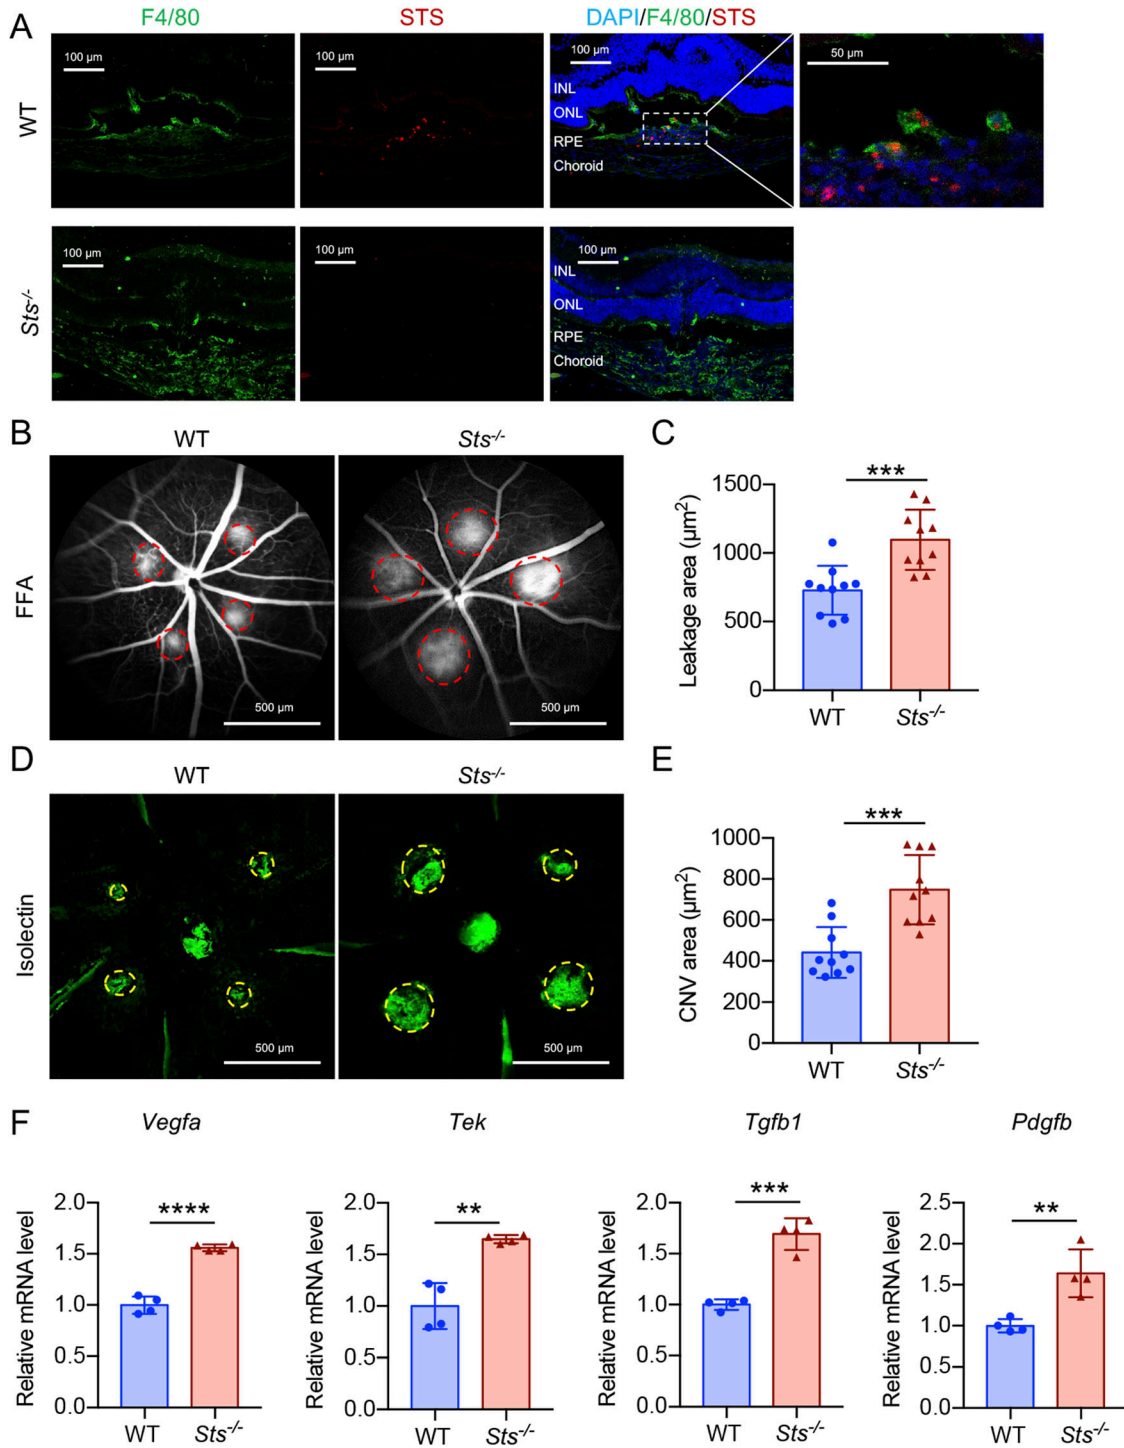 A
F4/80
STS
DAPI/F4/80/STS
WT
100 µm
100 µm
100 µm
50 µm
INL
ONL
RPE
Choroid
Sts-/-
100 µm
100 µm
100 µm
INL
ONL
RPE
Choroid
B
WT
Sts-/-
FFA
500 µm
500 µm
C
***
Leakage area (µm²)
1500
1000
500
0
WT
Sts-/-
D
WT
Sts-/-
Isolectin
500 µm
500 µm
E
***
CNV area (µm²)
1000
800
600
400
200
0
WT
Sts-/-
F
Vegfa
Relative mRNA level
2.0
1.5
1.0
0.5
0.0
****
WT
Sts-/-
Tek
Relative mRNA level
2.0
1.5
1.0
0.5
0.0
**
WT
Sts-/-
Tgfb1
Relative mRNA level
2.0
1.5
1.0
0.5
0.0
***
WT
Sts-/-
Pdgfb
Relative mRNA level
2.5
2.0
1.5
1.0
0.5
0.0
**
WT
Sts-/-